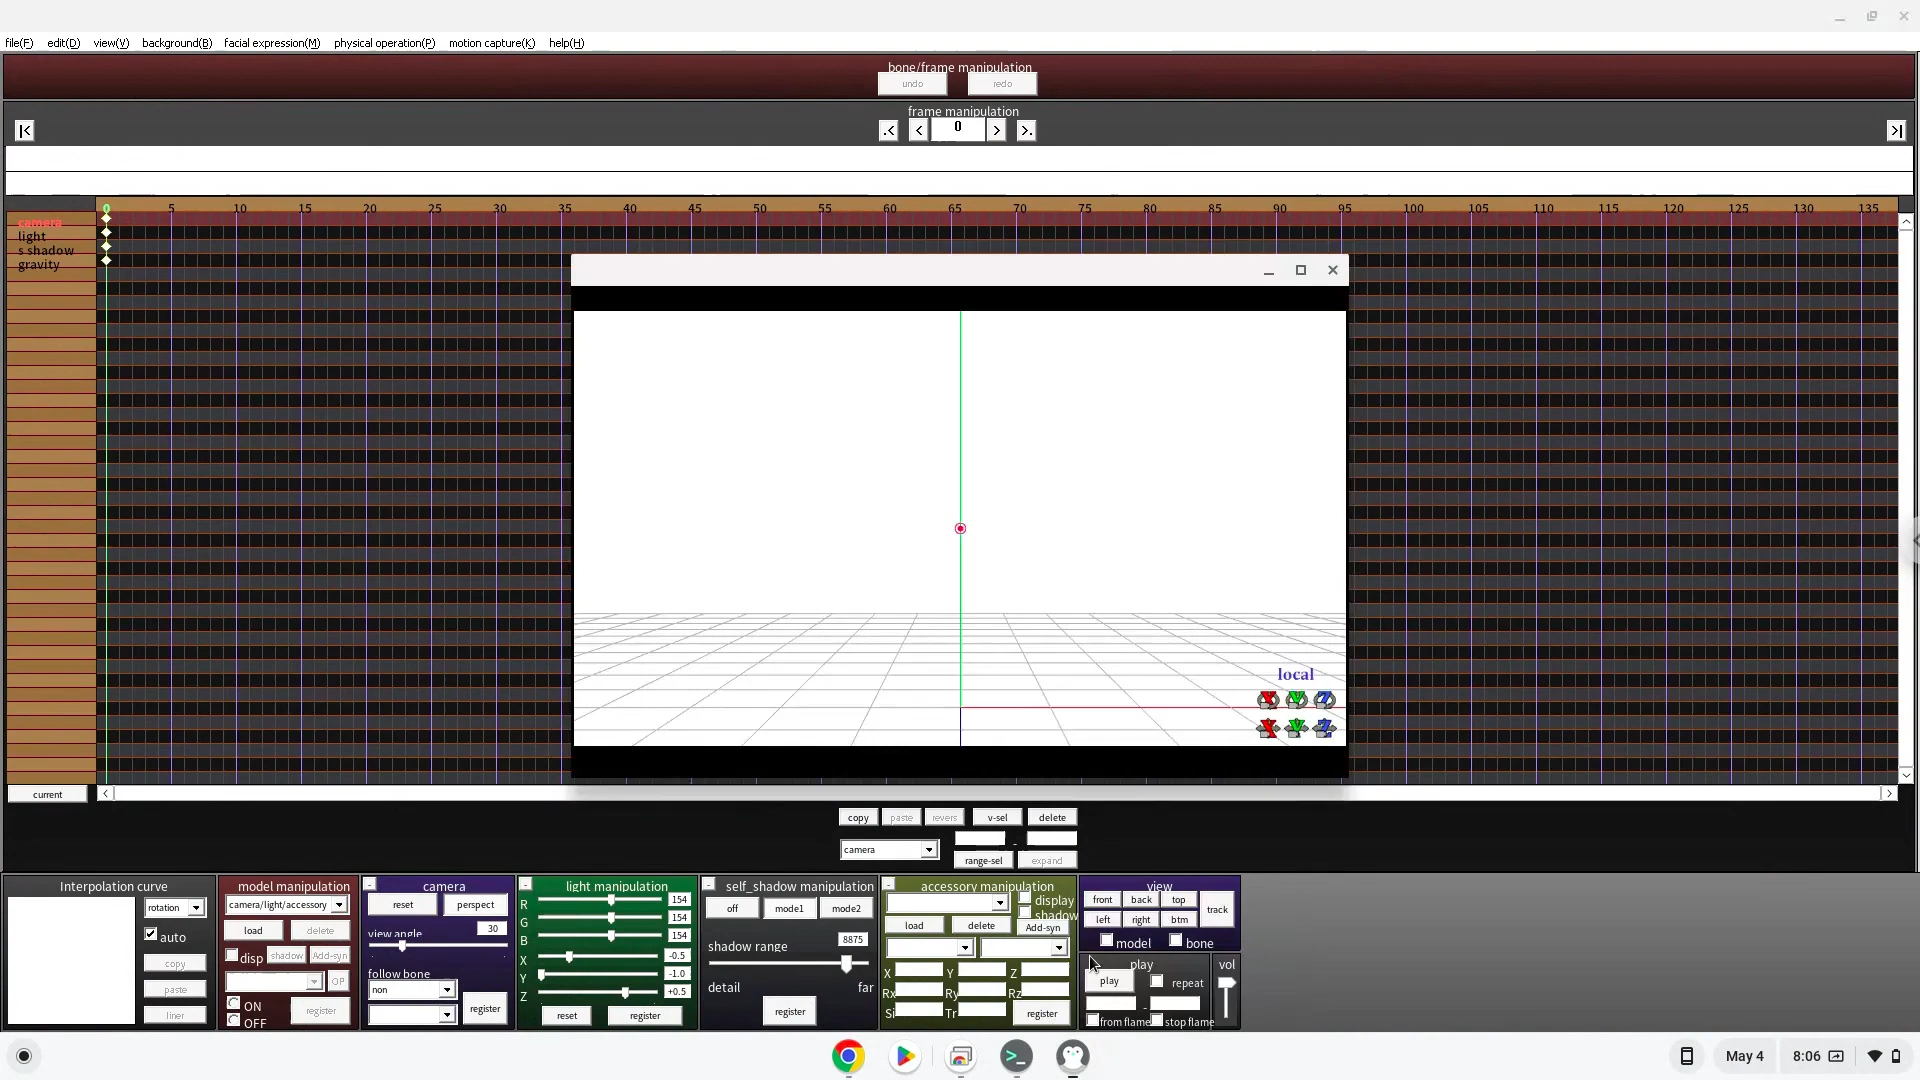 file(F) edit(D) view(V) background(B) facial expression(M) physical operation(P) motion capture(K) help(H)
bone/frame manipulation
undo redo
frame manipulation
|< .< < 0 > >. >|
0 5 10 15 20 25 30 35 40 45 50 55 60 65 70 75 80 85 90 95 100 105 110 115 120 125 130 135
camera
light
s shadow
gravity
local
X Y Z
X Y Z
current < >
copy paste revers v-sel delete
camera -
range-sel expand
Interpolation curve
rotation
auto
copy
paste
liner
model manipulation
camera/light/accessory
load delete
disp shadow Add-syn
OP
ON
OFF
register
- camera
reset perspect
view angle 30
follow bone
non
register
- light manipulation
R 154
G 154
B 154
X -0.5
Y -1.0
Z +0.5
reset register
- self_shadow manipulation
off mode1 mode2
shadow range 8875
detail far
register
- accessory manipulation
display
shadow
load delete Add-syn
X Y Z
Rx Ry Rz
Si Tr register
view
front back top
left right btm
track
model bone
play
play repeat
-
from flame stop flame
vol
May 4 8:06